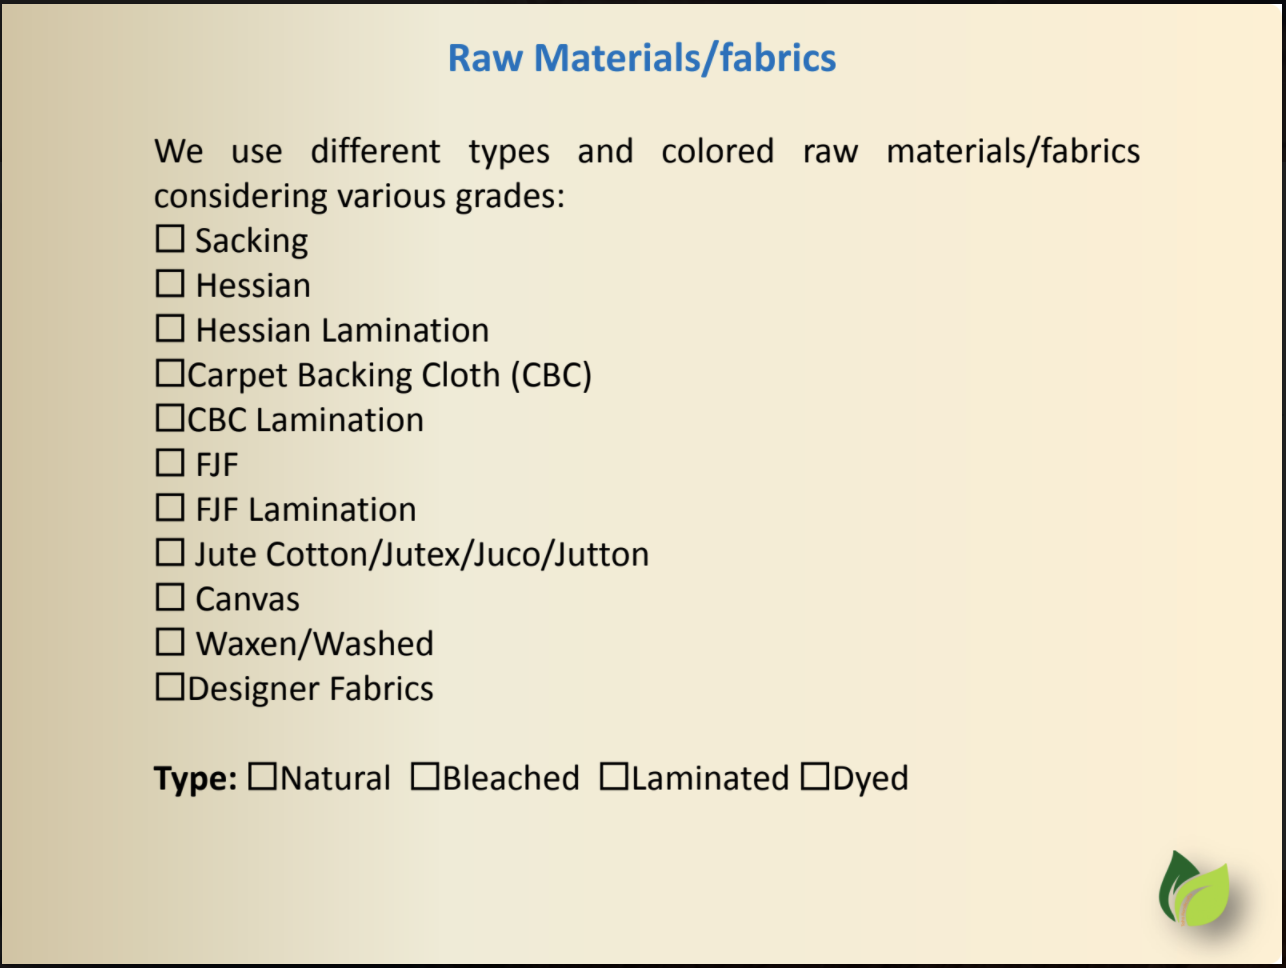 Raw Materials/fabrics
We use different types and colored raw materials/fabrics
considering various grades:
☐ Sacking
☐ Hessian
☐ Hessian Lamination
☐Carpet Backing Cloth (CBC)
☐CBC Lamination
☐ FJF
☐ FJF Lamination
☐ Jute Cotton/Jutex/Juco/Jutton
☐ Canvas
☐ Waxen/Washed
☐Designer Fabrics
Type: ☐Natural ☐Bleached ☐Laminated ☐Dyed